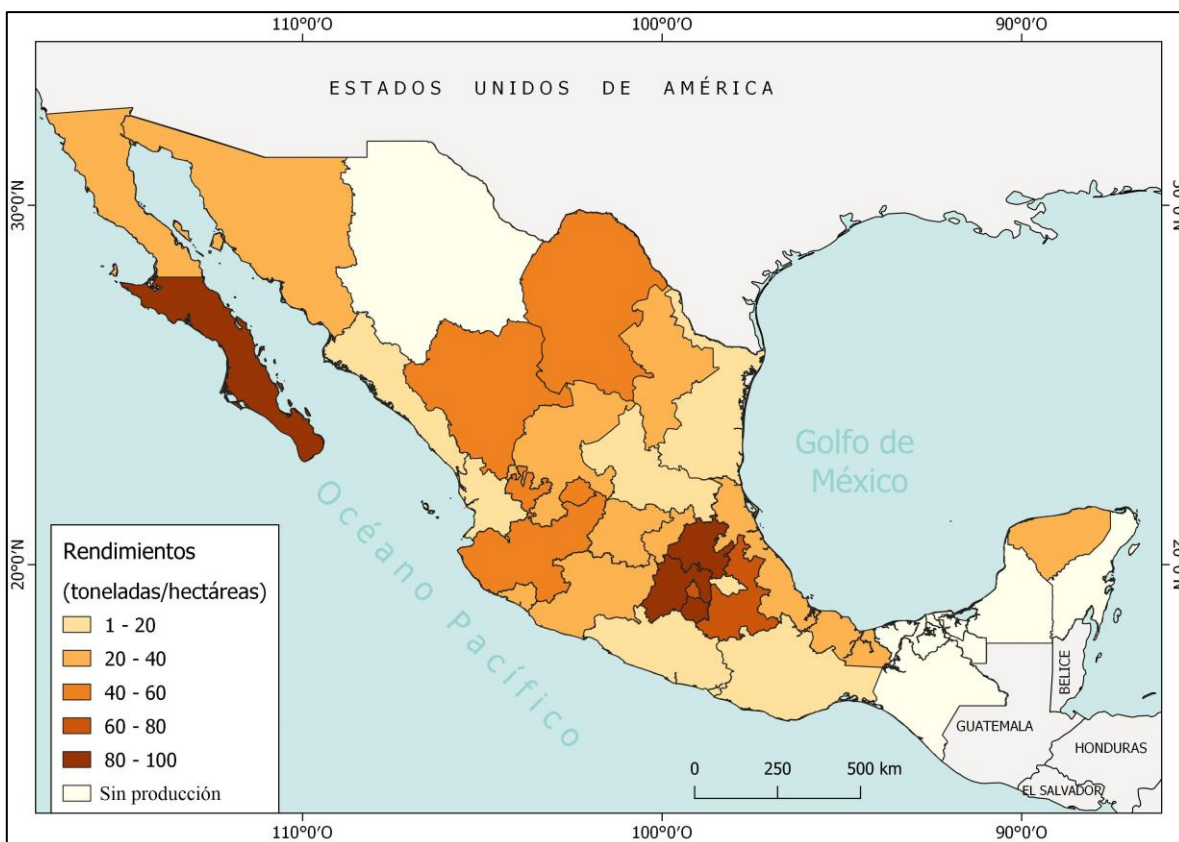 110°0'O
100°0'O
90°0'O
ESTADOS UNIDOS DE AMÉRICA
30°0'N
30°0'N
Golfo de
México
Océano Pacífico
20°0'N
20°0'N
Rendimientos
(toneladas/hectáreas)
1 - 20
20 - 40
40 - 60
60 - 80
80 - 100
Sin producción
BELICE
GUATEMALA
HONDURAS
EL SALVADOR
0 250 500 km
110°0'O
100°0'O
90°0'O